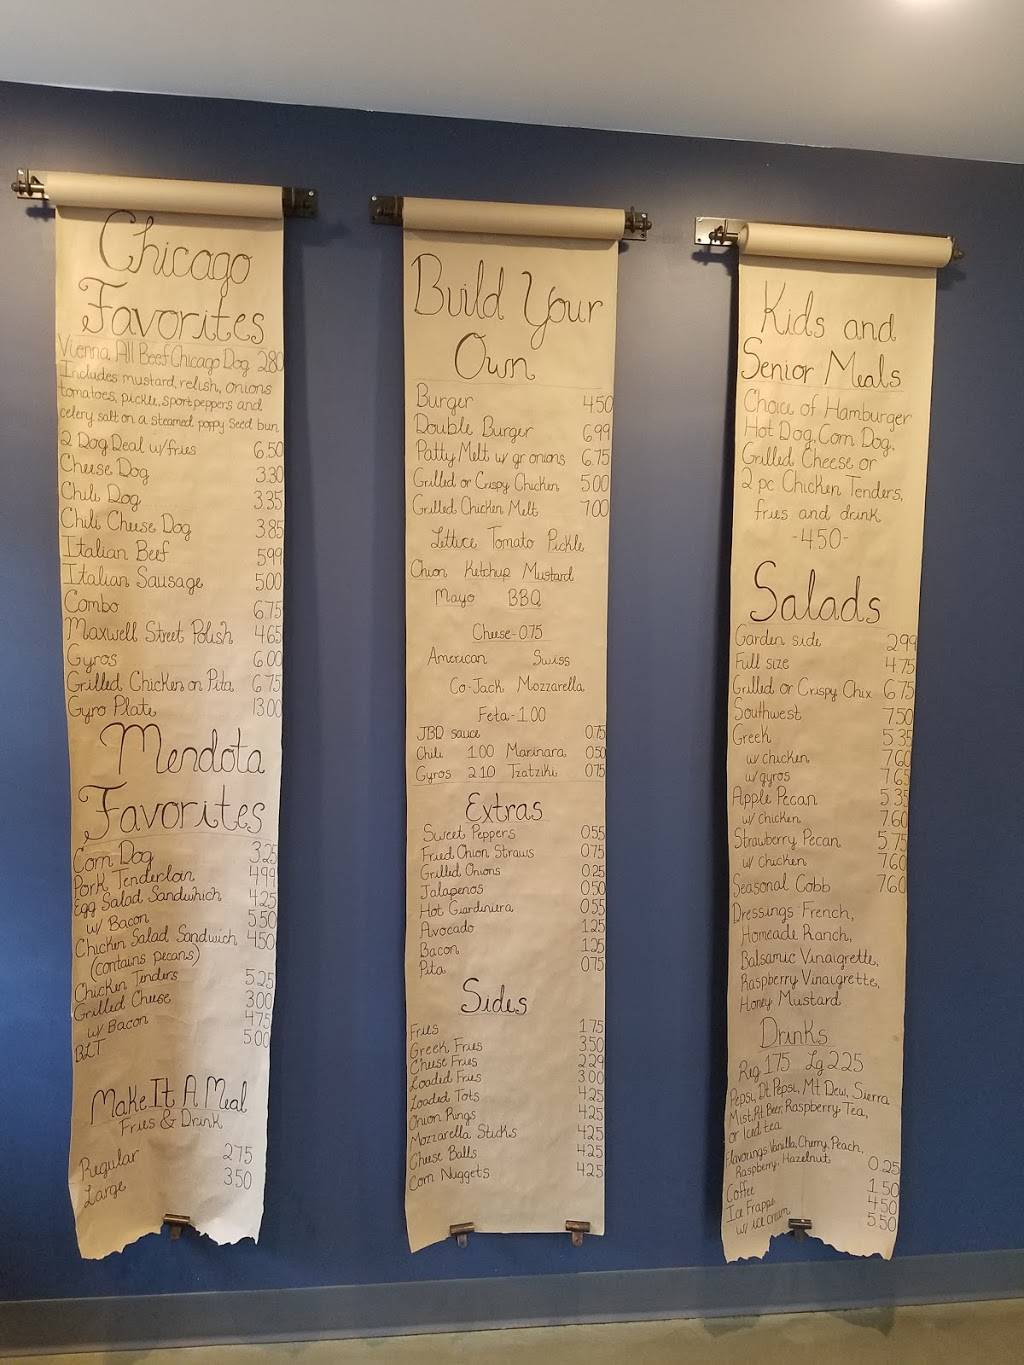 Chicago
Favorites
Vienna All Beef Chicago Dog 2.80
Includes mustard, relish, onions
tomatoes, pickle, sport peppers and
celery salt on a steamed poppy seed bun
2 Dog Deal w/fries 6.50
Cheese Dog 3.30
Chili Dog 3.35
Chili Cheese Dog 3.85
Italian Beef 5.99
Italian Sausage 5.00
Combo 6.75
Maxwell Street Polish 4.65
Gyros 6.00
Grilled Chicken on Pita 6.75
Gyro Plate 13.00
Mendota
Favorites
Corn Dog 3.25
Pork Tenderloin 4.99
Egg Salad Sandwhich 4.25
w/ Bacon 5.50
Chicken Salad Sandwich 4.50
(contains pecans)
Chicken Tenders 5.25
Grilled Cheese 3.00
w/ Bacon 4.75
BLT 5.00
Make It A Meal
Fries & Drink
Regular 2.75
Large 3.50
Build Your
Own
Burger 4.50
Double Burger 6.99
Patty Melt w/ gr onions 6.75
Grilled or Crispy Chicken 5.00
Grilled Chicken Melt 7.00
Lettice Tomato Pickle
Onion Ketchup Mustard
Mayo BBQ
Cheese-0.75
American Swiss
Co-Jack Mozzarella
Feta-1.00
JBQ sauce 0.75
Chili 1.00 Marinara 0.50
Gyros 2.10 Tzatziki 0.75
Extras
Sweet Peppers 0.55
Fried Onion Straws 0.75
Grilled Onions 0.25
Jalapenos 0.50
Hot Giardiniera 0.55
Avocado 1.25
Bacon 1.25
Pita 0.75
Sides
Fries 1.75
Greek Fries 3.50
Cheese Fries 2.29
Loaded Fries 3.00
Loaded Tots 4.25
Onion Rings 4.25
Mozzarella Sticks 4.25
Cheese Balls 4.25
Corn Nuggets 4.25
Kids and
Senior Meals
Choice of Hamburger
Hot Dog, Corn Dog,
Grilled Cheese or
2 pc Chicken Tenders,
fries and drink
-4.50-
Salads
Garden side 2.99
Full size 4.75
Grilled or Crispy Chix 6.75
Southwest 7.50
Greek 5.35
w/ chicken 7.60
w/ gyros 7.65
Apple Pecan 5.35
w/ chicken 7.60
Strawberry Pecan 5.75
w/ chicken 7.60
Seasonal Cobb 7.60
Dressings French,
Homeade Ranch,
Balsamic Vinaigrette,
Raspberry Vinaigrette,
Honey Mustard
Drinks
Reg 1.75 Lg 2.25
Pepsi, Dt Pepsi, Mt Dew, Sierra
Mist, Rt Beer, Raspberry Tea,
or Iced tea
Flavorings Vanilla, Cherry, Peach,
Raspberry, Hazelnut 0.25
Coffee 1.50
Ice Frappe 4.50
w/ ice cream 5.50